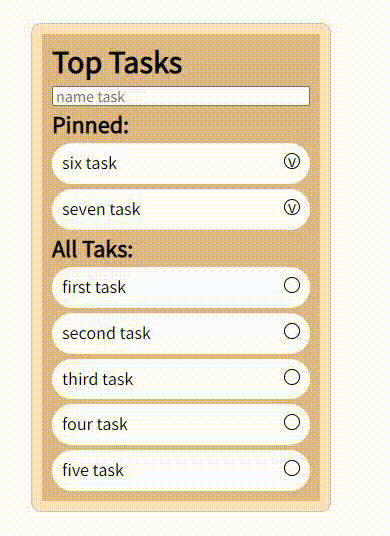 Top Tasks
name task
Pinned:
six task V
seven task V
All Taks:
first task
second task
third task
four task
five task